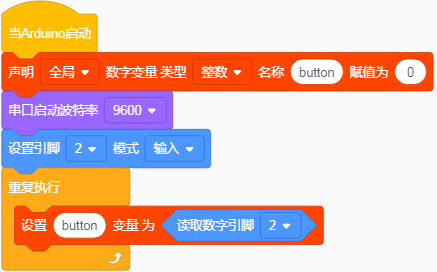 当Arduino启动
声明 全局 数字变量 类型 整数 名称 button 赋值为 0
串口启动波特率 9600
设置引脚 2 模式 输入
重复执行
设置 button 变量 为 读取数字引脚 2